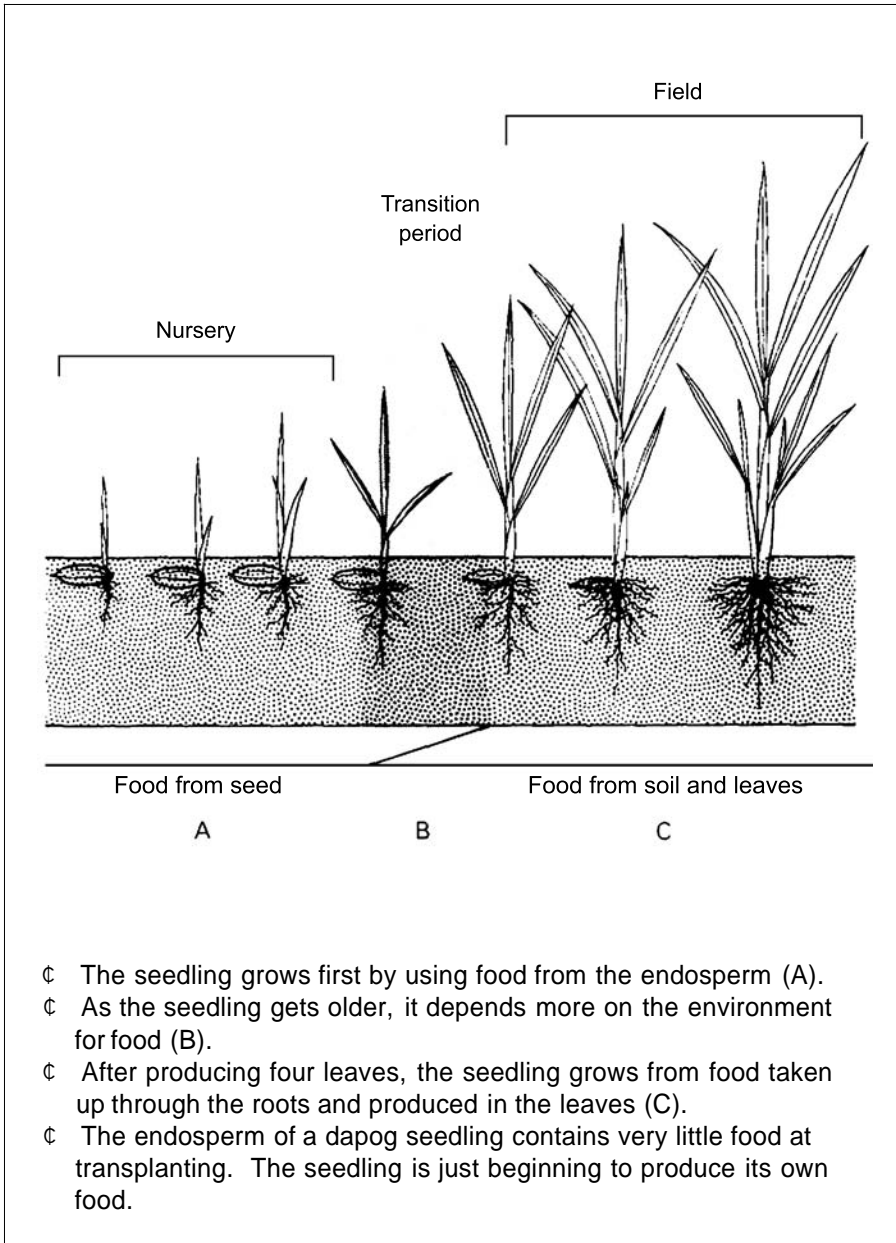 Field
Transition
period
Nursery
Food from seed
Food from soil and leaves
A
B
C
¢ The seedling grows first by using food from the endosperm (A).
¢ As the seedling gets older, it depends more on the environment
for food (B).
¢ After producing four leaves, the seedling grows from food taken
up through the roots and produced in the leaves (C).
¢ The endosperm of a dapog seedling contains very little food at
transplanting. The seedling is just beginning to produce its own
food.